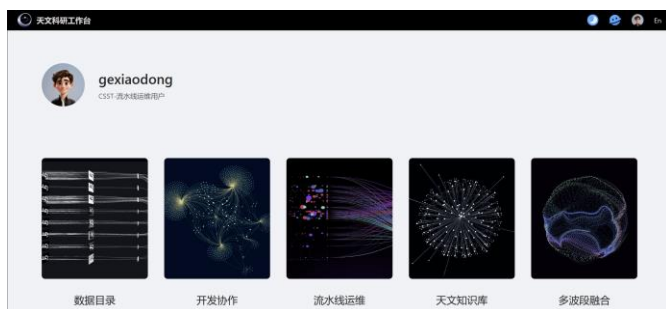 天文科研工作台
En
gexiaodong
CSST-流水线运维用户
数据目录
开发协作
流水线运维
天文知识库
多波段融合